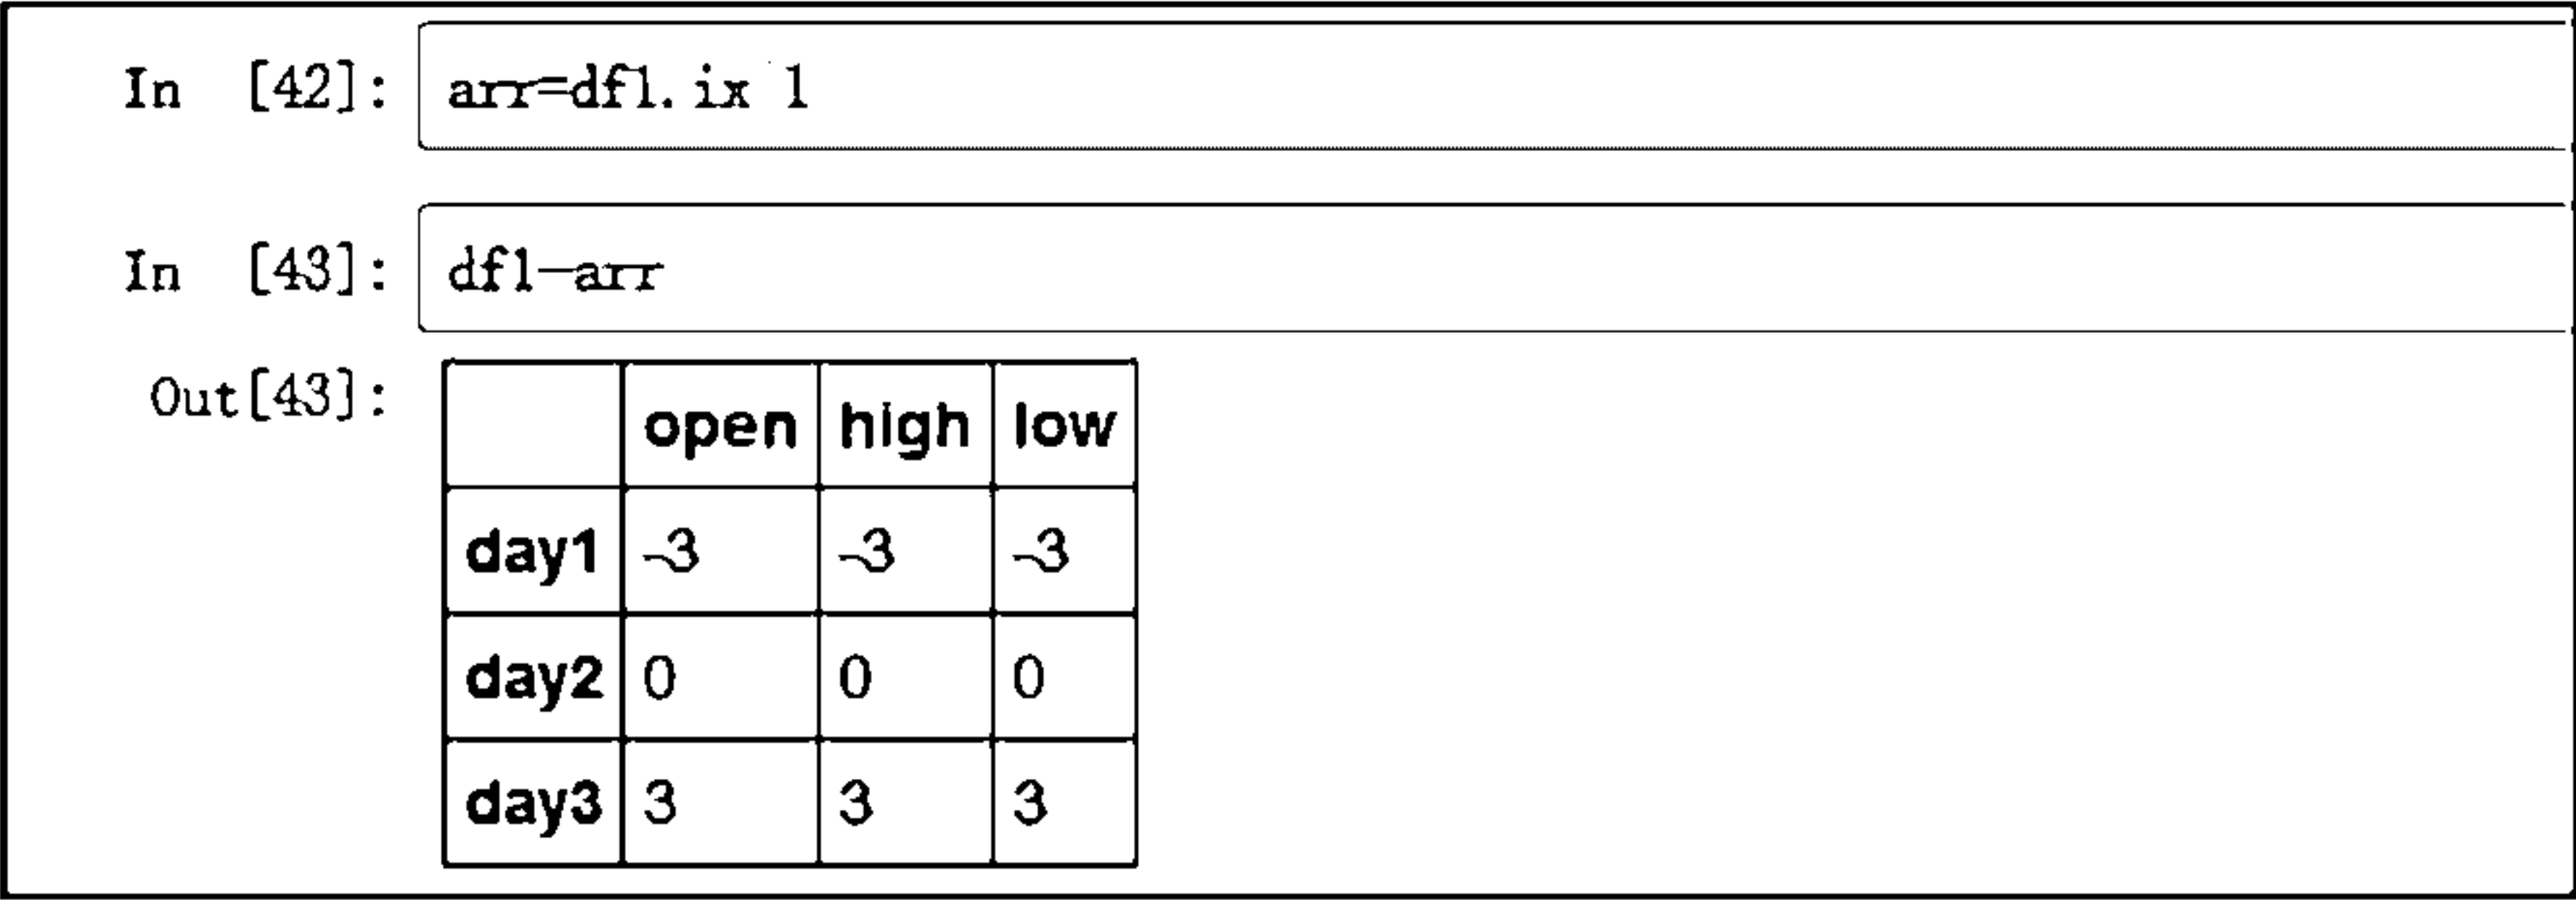 In [42]: arr=df1.ix 1
In [43]: df1-arr
Out[43]:
open high low
day1 -3 -3 -3
day2 0 0 0
day3 3 3 3